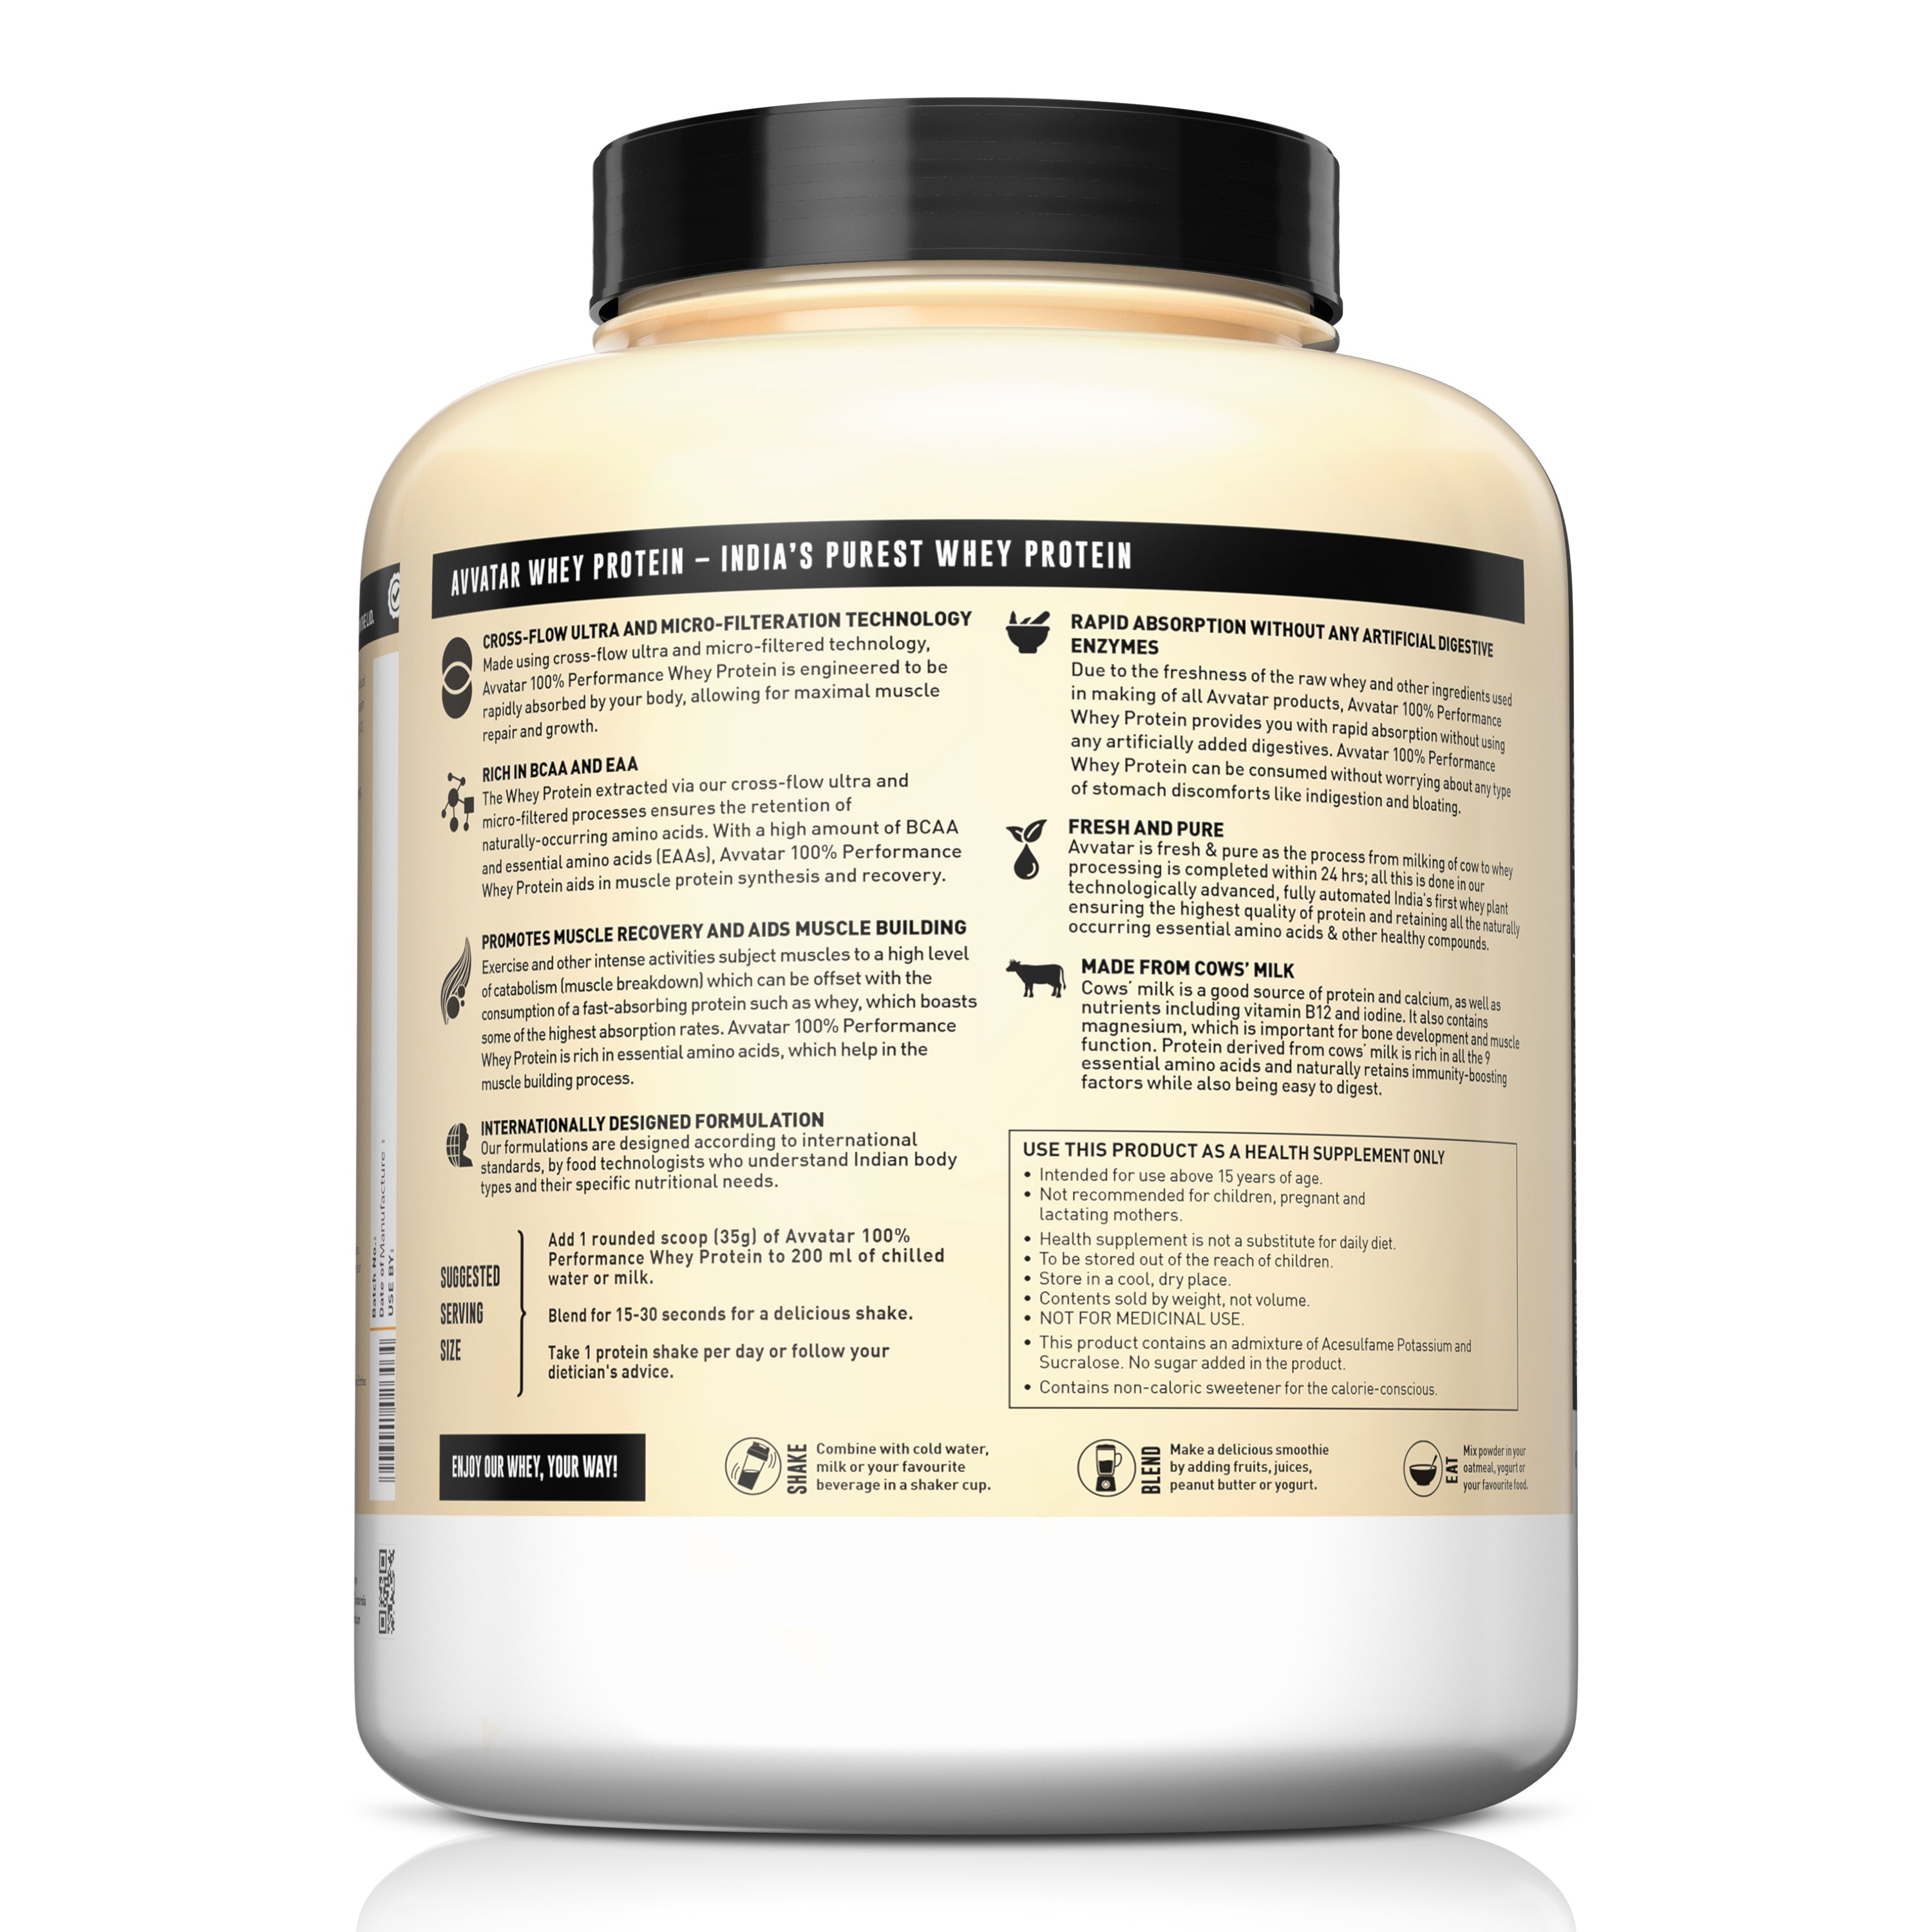 AVVATAR WHEY PROTEIN – INDIA'S PUREST WHEY PROTEIN
CROSS-FLOW ULTRA AND MICRO-FILTERATION TECHNOLOGY
Made using cross-flow ultra and micro-filtered technology,
Avvatar 100% Performance Whey Protein is engineered to be
rapidly absorbed by your body, allowing for maximal muscle
repair and growth.
RICH IN BCAA AND EAA
The Whey Protein extracted via our cross-flow ultra and
micro-filtered processes ensures the retention of
naturally-occurring amino acids. With a high amount of BCAA
and essential amino acids (EAAs), Avvatar 100% Performance
Whey Protein aids in muscle protein synthesis and recovery.
PROMOTES MUSCLE RECOVERY AND AIDS MUSCLE BUILDING
Exercise and other intense activities subject muscles to a high level
of catabolism (muscle breakdown) which can be offset with the
consumption of a fast-absorbing protein such as whey, which boasts
some of the highest absorption rates. Avvatar 100% Performance
Whey Protein is rich in essential amino acids, which help in the
muscle building process.
INTERNATIONALLY DESIGNED FORMULATION
Our formulations are designed according to international
standards, by food technologists who understand Indian body
types and their specific nutritional needs.
SUGGESTED
SERVING
SIZE
Add 1 rounded scoop (35g) of Avvatar 100%
Performance Whey Protein to 200 ml of chilled
water or milk.
Blend for 15-30 seconds for a delicious shake.
Take 1 protein shake per day or follow your
dietician's advice.
RAPID ABSORPTION WITHOUT ANY ARTIFICIAL DIGESTIVE
ENZYMES
Due to the freshness of the raw whey and other ingredients used
in making of all Avvatar products, Avvatar 100% Performance
Whey Protein provides you with rapid absorption without using
any artificially added digestives. Avvatar 100% Performance
Whey Protein can be consumed without worrying about any type
of stomach discomforts like indigestion and bloating.
FRESH AND PURE
Avvatar is fresh & pure as the process from milking of cow to whey
processing is completed within 24 hrs; all this is done in our
technologically advanced, fully automated India's first whey plant
ensuring the highest quality of protein and retaining all the naturally
occurring essential amino acids & other healthy compounds.
MADE FROM COWS' MILK
Cows' milk is a good source of protein and calcium, as well as
nutrients including vitamin B12 and iodine. It also contains
magnesium, which is important for bone development and muscle
function. Protein derived from cows' milk is rich in all the 9
essential amino acids and naturally retains immunity-boosting
factors while also being easy to digest.
USE THIS PRODUCT AS A HEALTH SUPPLEMENT ONLY
• Intended for use above 15 years of age.
• Not recommended for children, pregnant and
lactating mothers.
• Health supplement is not a substitute for daily diet.
• To be stored out of the reach of children.
• Store in a cool, dry place.
• Contents sold by weight, not volume.
• NOT FOR MEDICINAL USE.
• This product contains an admixture of Acesulfame Potassium and
Sucralose. No sugar added in the product.
• Contains non-caloric sweetener for the calorie-conscious.
ENJOY OUR WHEY, YOUR WAY!
SHAKE
Combine with cold water,
milk or your favourite
beverage in a shaker cup.
BLEND
Make a delicious smoothie
by adding fruits, juices,
peanut butter or yogurt.
EAT
Mix powder in your
oatmeal, yogurt or
your favourite food.
Batch No.:
Date of Manufacture :
USE BY: